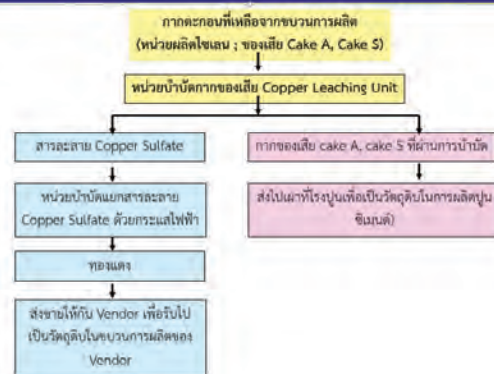 กากตะกอนที่เหลือจากขบวนการผลิต
(หน่วยผลิตไซเลน ; ของเสีย Cake A, Cake S)
หน่วยบำบัดกากของเสีย Copper Leaching Unit
สารละลาย Copper Sulfate
กากของเสีย cake A, cake S ที่ผ่านการบำบัด
หน่วยบำบัดแยกสารละลาย
Copper Sulfate ด้วยกระแสไฟฟ้า
ส่งไปเผาที่โรงปูนเพื่อเป็นวัตถุดิบในการผลิตปูน
ซิเมนต์)
ทองแดง
ส่งขายให้กับ Vendor เพื่อรับไป
เป็นวัตถุดิบในขบวนการผลิตของ
Vendor